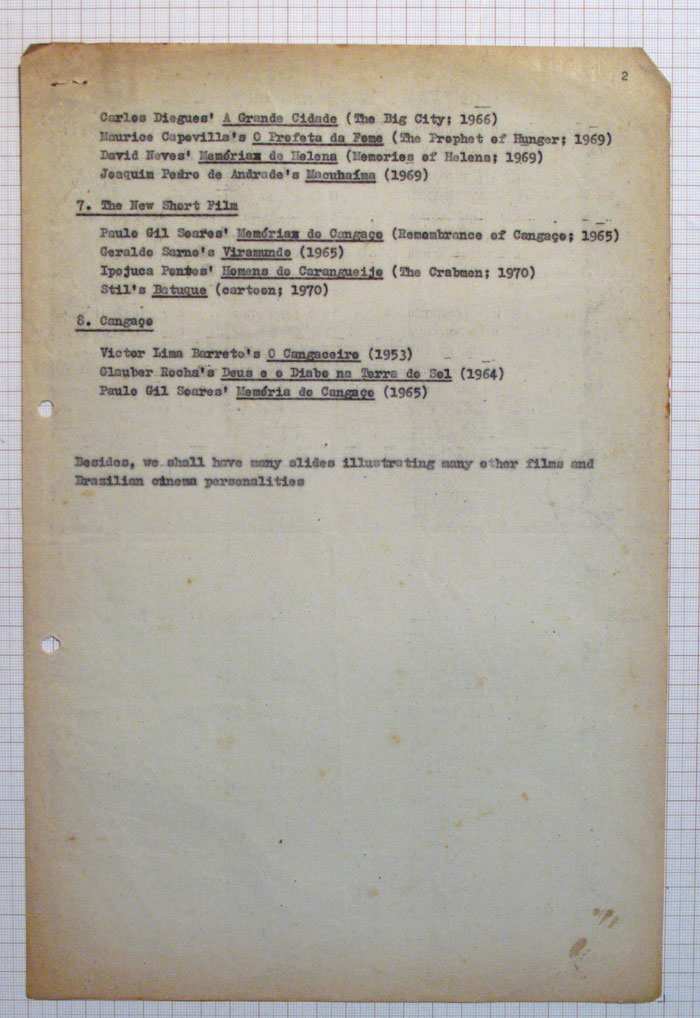 2
Carlos Diegues' A Grande Cidade (The Big City; 1966)
Maurice Capovilla's O Profeta da Fome (The Prophet of Hunger; 1969)
David Neves' Memóriax de Helena (Memories of Helena; 1969)
Joaquim Pedro de Andrade's Macunaíma (1969)
7. The New Short Film
Paulo Gil Soares' Memóriax do Cangaço (Remembrance of Cangaço; 1965)
Geraldo Sarno's Viramundo (1965)
Ipojuca Pontes' Homens do Carangueijo (The Crabmen; 1970)
Stil's Batuque (cartoon; 1970)
8. Cangaço
Victor Lima Barreto's O Cangaceiro (1953)
Glauber Rocha's Deus e o Diabo na Terra do Sol (1964)
Paulo Gil Soares' Memória do Cangaço (1965)
Besides, we shall have many slides illustrating many other films and
Brazilian cinema personalities